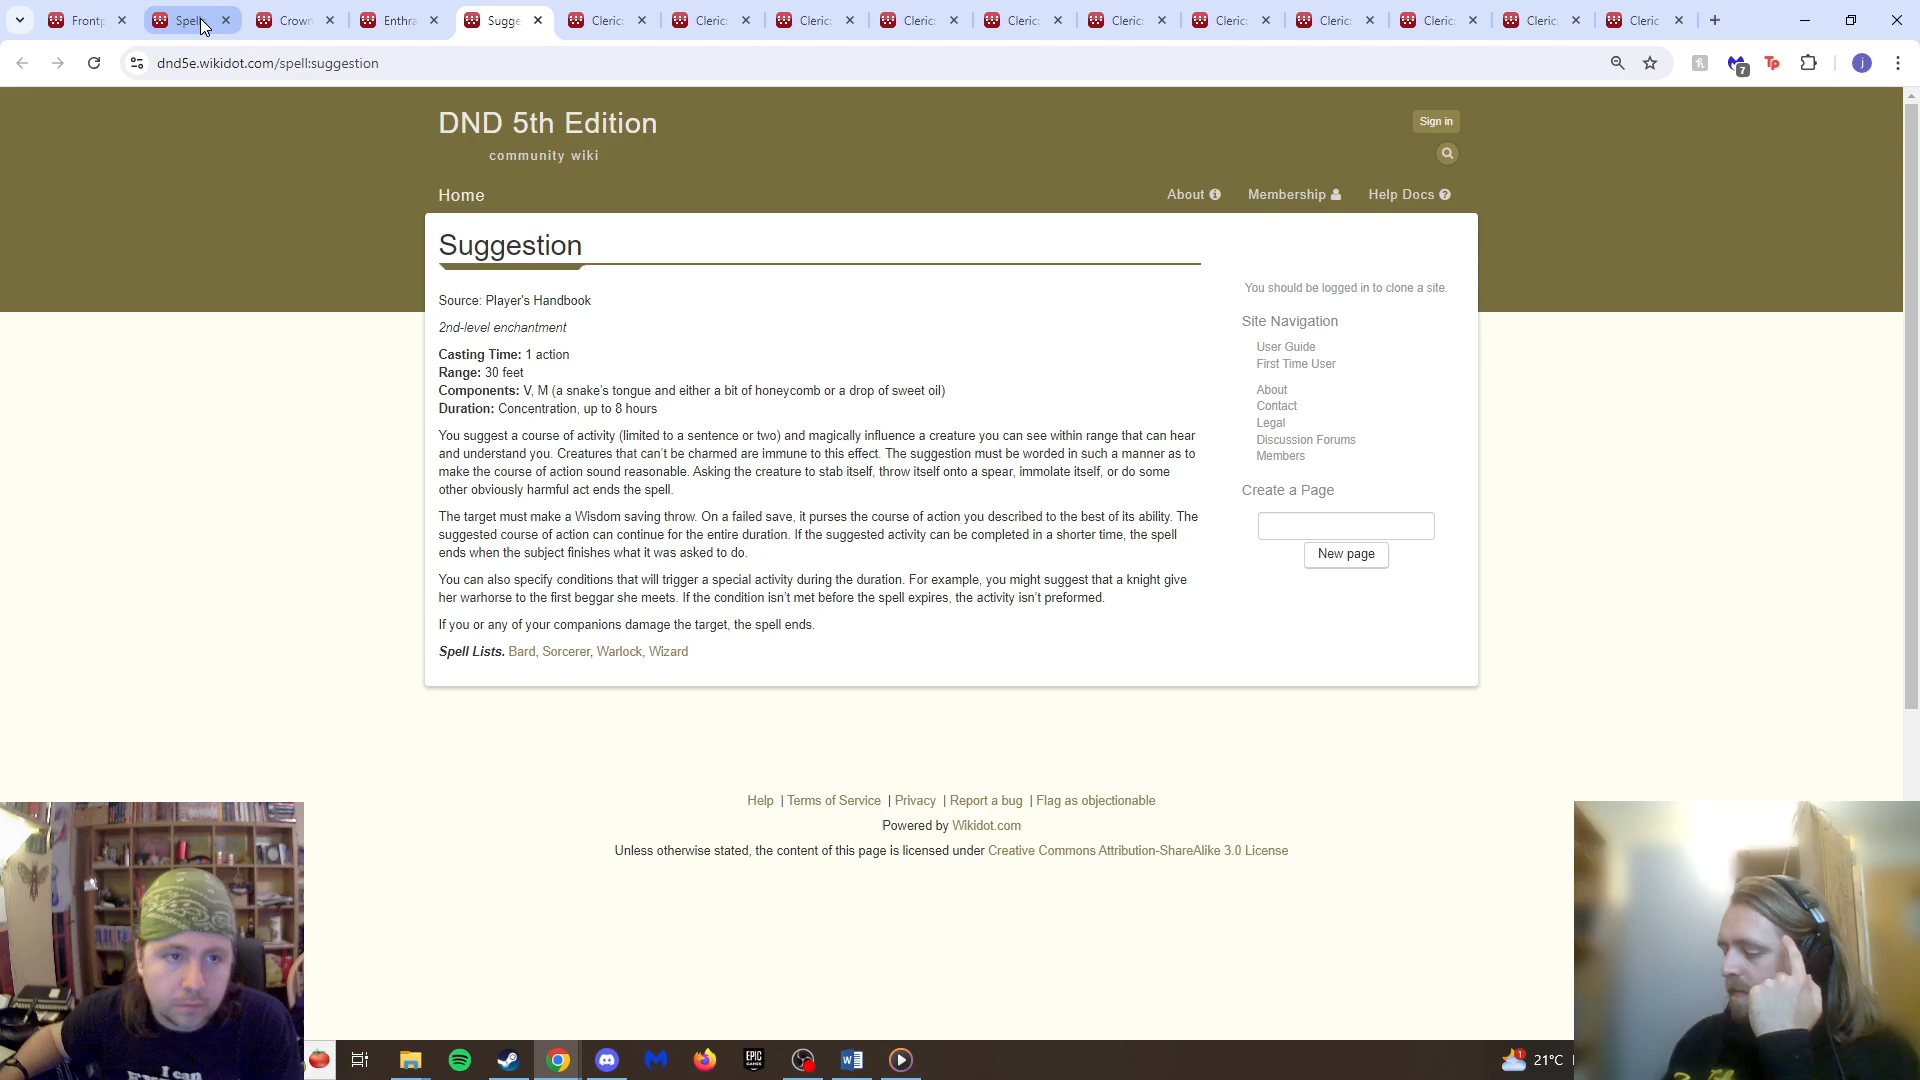 Frontp
Spell
Crown
Enthra
Sugge
Cleric
Cleric
Cleric
Cleric
Cleric
Cleric
Cleric
Cleric
Cleric
Cleric
Cleric
dnd5e.wikidot.com/spell:suggestion
7
j
DND 5th Edition
community wiki
Sign in
Home
About
Membership
Help Docs
Suggestion
Source: Player's Handbook
2nd-level enchantment
Casting Time: 1 action
Range: 30 feet
Components: V, M (a snake's tongue and either a bit of honeycomb or a drop of sweet oil)
Duration: Concentration, up to 8 hours
You suggest a course of activity (limited to a sentence or two) and magically influence a creature you can see within range that can hear
and understand you. Creatures that can't be charmed are immune to this effect. The suggestion must be worded in such a manner as to
make the course of action sound reasonable. Asking the creature to stab itself, throw itself onto a spear, immolate itself, or do some
other obviously harmful act ends the spell.
The target must make a Wisdom saving throw. On a failed save, it purses the course of action you described to the best of its ability. The
suggested course of action can continue for the entire duration. If the suggested activity can be completed in a shorter time, the spell
ends when the subject finishes what it was asked to do.
You can also specify conditions that will trigger a special activity during the duration. For example, you might suggest that a knight give
her warhorse to the first beggar she meets. If the condition isn't met before the spell expires, the activity isn't preformed.
If you or any of your companions damage the target, the spell ends.
Spell Lists. Bard, Sorcerer, Warlock, Wizard
You should be logged in to clone a site.
Site Navigation
User Guide
First Time User
About
Contact
Legal
Discussion Forums
Members
Create a Page
New page
Help | Terms of Service | Privacy | Report a bug | Flag as objectionable
Powered by Wikidot.com
Unless otherwise stated, the content of this page is licensed under Creative Commons Attribution-ShareAlike 3.0 License
I can
EPIC
1
21°C